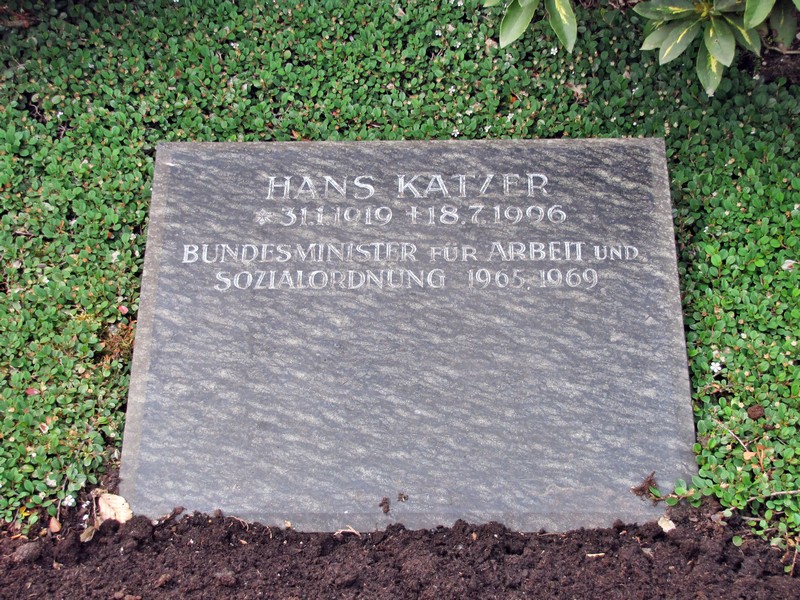 HANS KATZER
* 31.1.1919 † 18.7.1996
BUNDESMINISTER FÜR ARBEIT UND
SOZIALORDNUNG 1965-1969